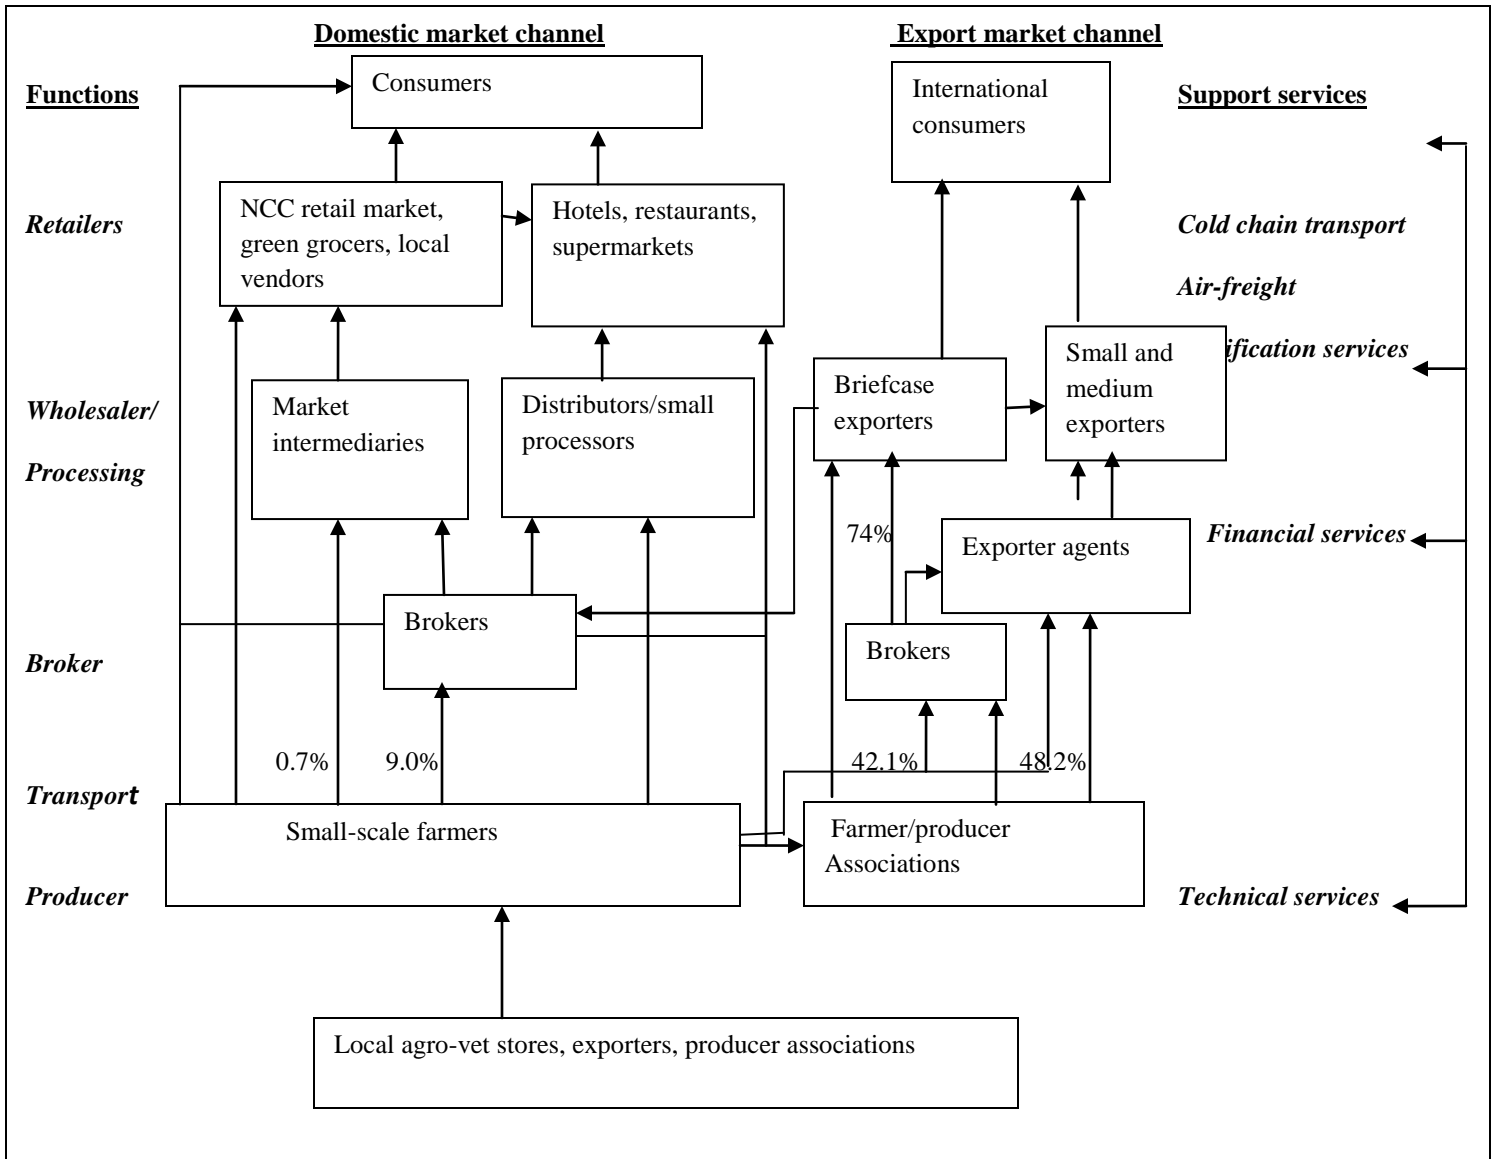 Domestic market channel
Export market channel
Functions
Consumers
International
consumers
Support services
Retailers
NCC retail market,
green grocers, local
vendors
Hotels, restaurants,
supermarkets
Cold chain transport
Air-freight
ification services
Wholesaler/
Processing
Market
intermediaries
Distributors/small
processors
Briefcase
exporters
Small and
medium
exporters
74%
Exporter agents
Financial services
Broker
Brokers
Brokers
0.7%
9.0%
42.1%
48.2%
Transport
Small-scale farmers
Farmer/producer
Associations
Producer
Technical services
Local agro-vet stores, exporters, producer associations